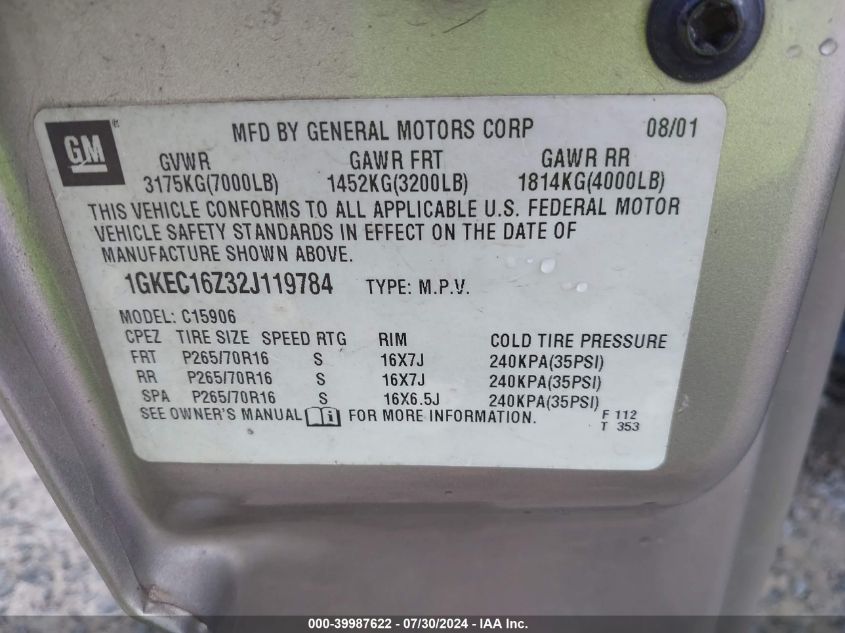 GM
®
MFD BY GENERAL MOTORS CORP 08/01
GVWR GAWR FRT GAWR RR
3175KG(7000LB) 1452KG(3200LB) 1814KG(4000LB)
THIS VEHICLE CONFORMS TO ALL APPLICABLE U.S. FEDERAL MOTOR
VEHICLE SAFETY STANDARDS IN EFFECT ON THE DATE OF
MANUFACTURE SHOWN ABOVE.
1GKEC16Z32J119784 TYPE: M.P.V.
MODEL: C15906
CPEZ TIRE SIZE SPEED RTG RIM COLD TIRE PRESSURE
FRT P265/70R16 S 16X7J 240KPA(35PSI)
RR P265/70R16 S 16X7J 240KPA(35PSI)
SPA P265/70R16 S 16X6.5J 240KPA(35PSI)
SEE OWNER'S MANUAL i FOR MORE INFORMATION. F 112
T 353
000-39987622 / 07/30/2024 - IAA Inc.